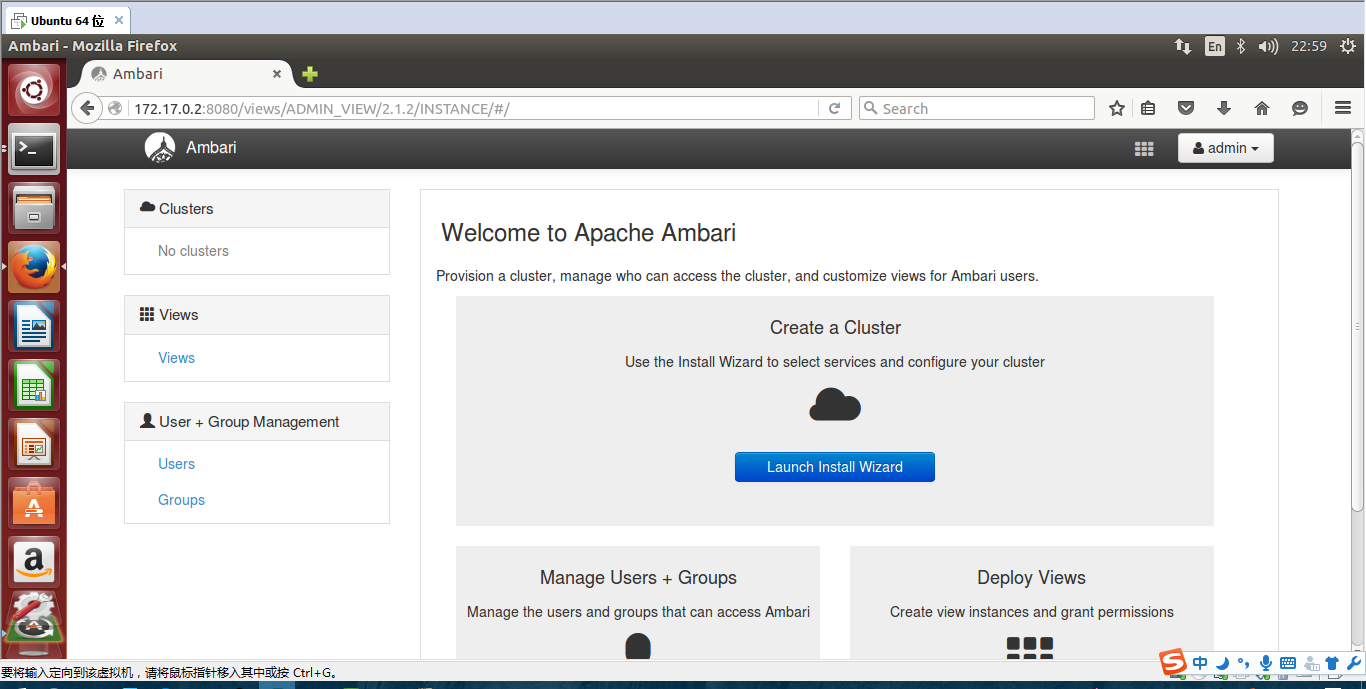 Ubuntu 64 位
Ambari - Mozilla Firefox
En
22:59
Ambari
172.17.0.2:8080/views/ADMIN_VIEW/2.1.2/INSTANCE/#/
Search
Ambari
admin
Clusters
No clusters
Views
Views
User + Group Management
Users
Groups
Welcome to Apache Ambari
Provision a cluster, manage who can access the cluster, and customize views for Ambari users.
Create a Cluster
Use the Install Wizard to select services and configure your cluster
Launch Install Wizard
Manage Users + Groups
Manage the users and groups that can access Ambari
Deploy Views
Create view instances and grant permissions
要将输入定向到该虚拟机，请将鼠标指针移入其中或按 Ctrl+G。
中